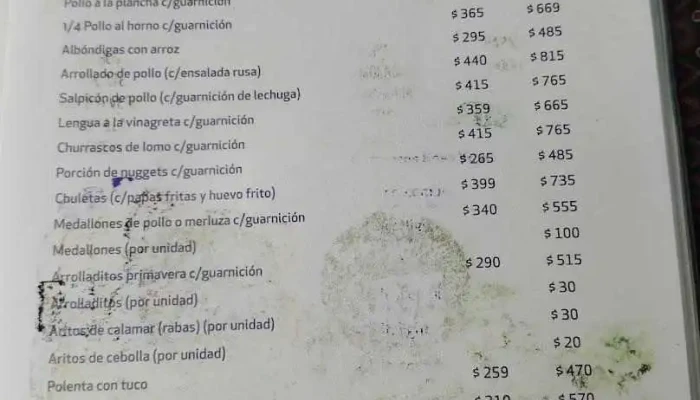 Pollo a la plancha c/guarnición
1/4 Pollo al horno c/guarnición $ 365 $ 669
Albóndigas con arroz $ 295 $ 485
Arrollado de pollo (c/ensalada rusa) $ 440 $ 815
Salpicón de pollo (c/guarnición de lechuga) $ 415 $ 765
Lengua a la vinagreta c/guarnición $ 359 $ 665
Churrascos de lomo c/guarnición $ 415 $ 765
Porción de nuggets c/guarnición $ 265 $ 485
Chuletas (c/papas fritas y huevo frito) $ 399 $ 735
Medallones de pollo o merluza c/guarnición $ 340 $ 555
Medallones (por unidad) $ 100
Arrolladitos primavera c/guarnición $ 290 $ 515
Arrolladitos (por unidad) $ 30
Aritos de calamar (rabas) (por unidad) $ 30
Aritos de cebolla (por unidad) $ 20
Polenta con tuco $ 259 $ 470
$ 570